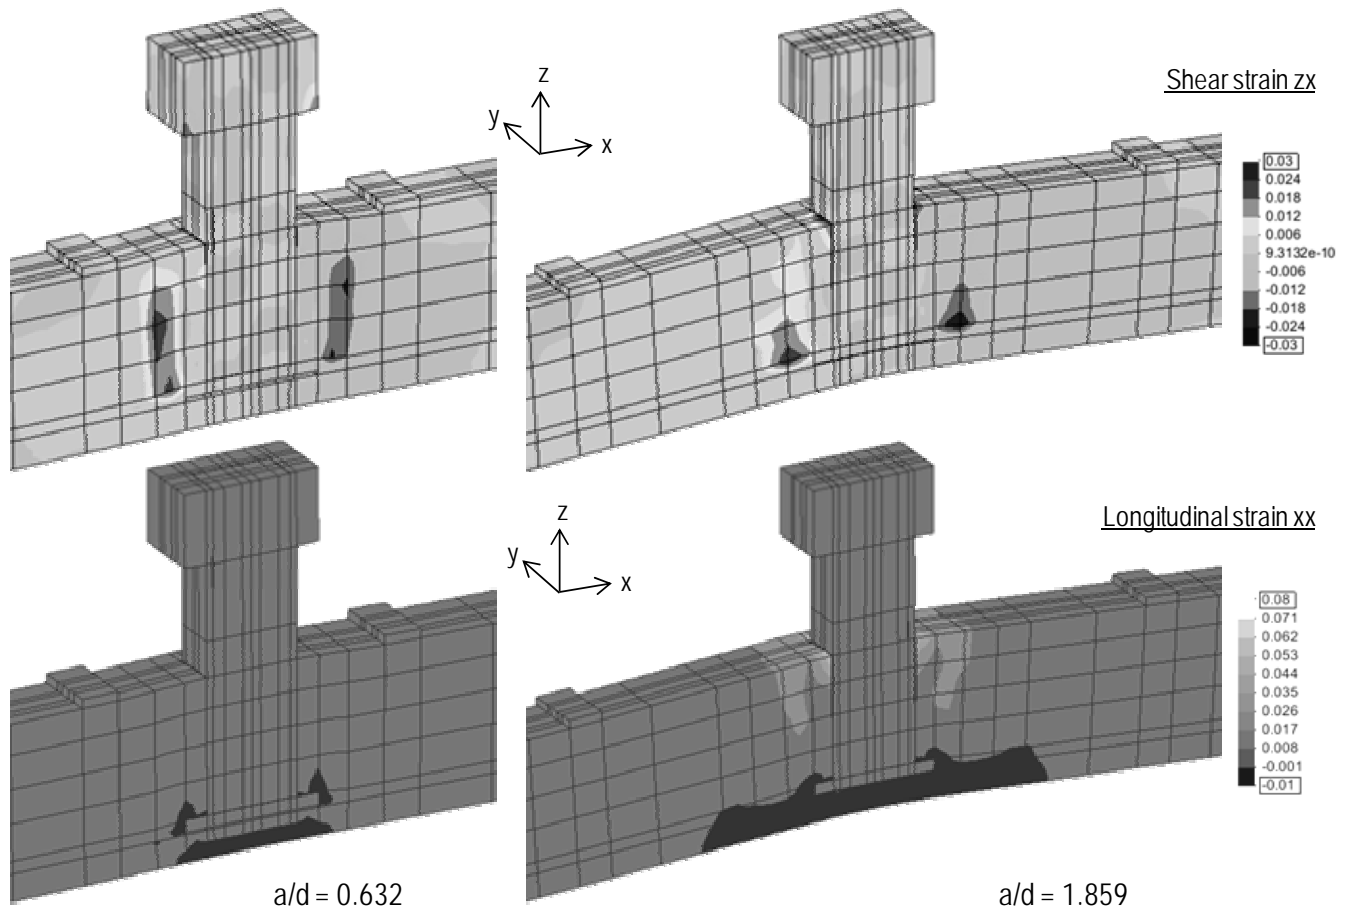 Shear strain zx
z
y
x
0.03
0.024
0.018
0.012
0.006
9.3132e-10
-0.006
-0.012
-0.018
-0.024
-0.03
Longitudinal strain xx
z
y
x
0.08
0.071
0.062
0.053
0.044
0.035
0.026
0.017
0.008
-0.001
-0.01
a/d = 0.632
a/d = 1.859